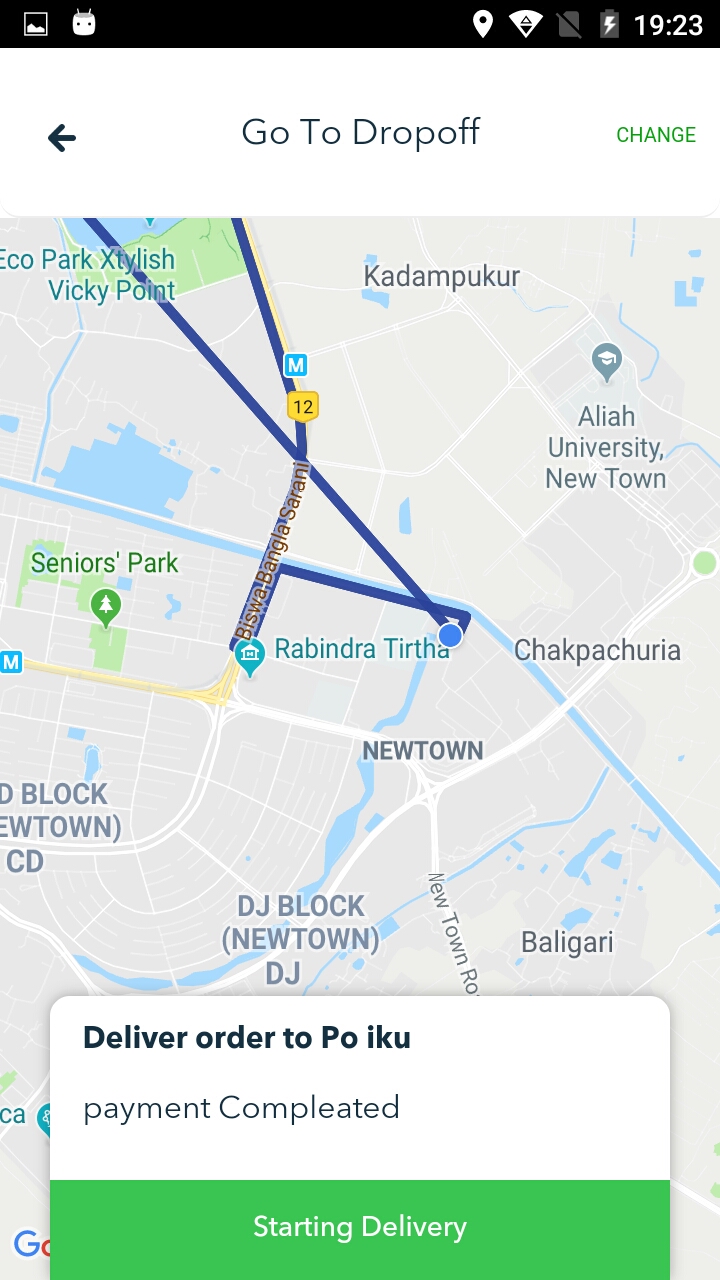 19:23
Go To Dropoff
CHANGE
Eco Park Xtylish
Vicky Point
Kadampukur
M
12
Aliah
University,
New Town
Biswa Bangla Sarani
Seniors' Park
M
Rabindra Tirtha
Chakpachuria
NEWTOWN
D BLOCK
EWTOWN)
CD
DJ BLOCK
(NEWTOWN)
DJ
New Town Ro
Baligari
Deliver order to Po iku
payment Compleated
ca
Starting Delivery
Go